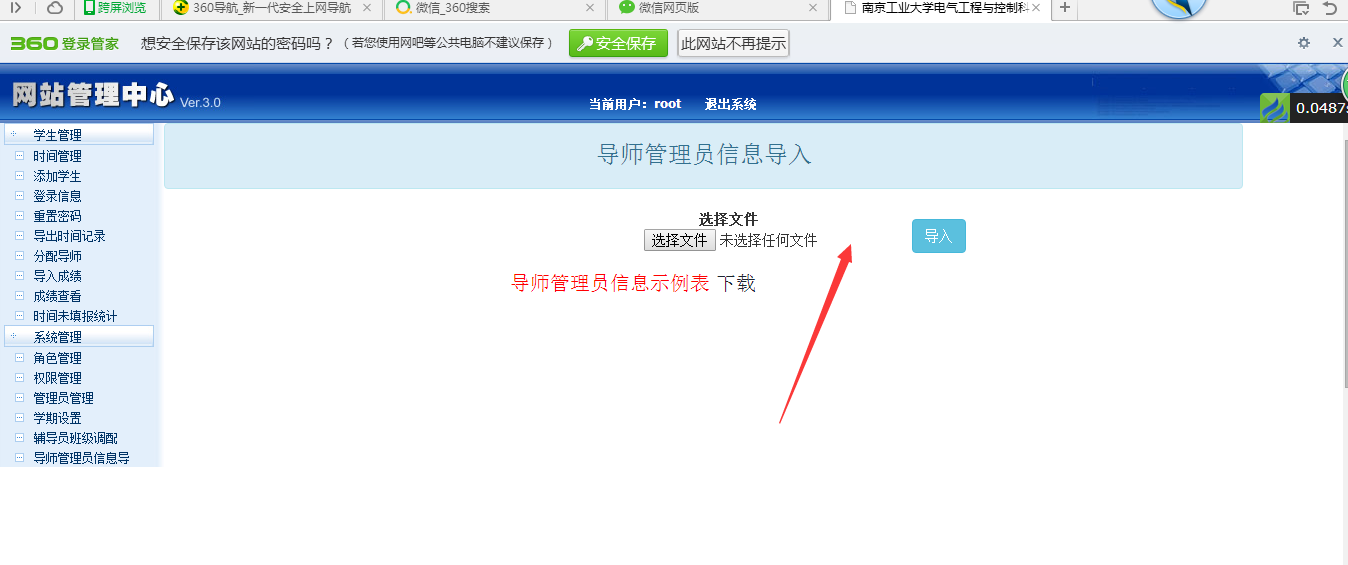 跨屏浏览 360导航_新一代安全上网导航 微信_360搜索 微信网页版 南京工业大学电气工程与控制科
360 登录管家 想安全保存该网站的密码吗？ （若您使用网吧等公共电脑不建议保存） 安全保存 此网站不再提示
网站管理中心 Ver.3.0 当前用户：root 退出系统 0.0487s
学生管理
时间管理
添加学生
登录信息
重置密码
导出时间记录
分配导师
导入成绩
成绩查看
时间未填报统计
系统管理
角色管理
权限管理
管理员管理
学期设置
辅导员班级调配
导师管理员信息导
导师管理员信息导入
选择文件
选择文件 未选择任何文件 导入
导师管理员信息示例表 下载